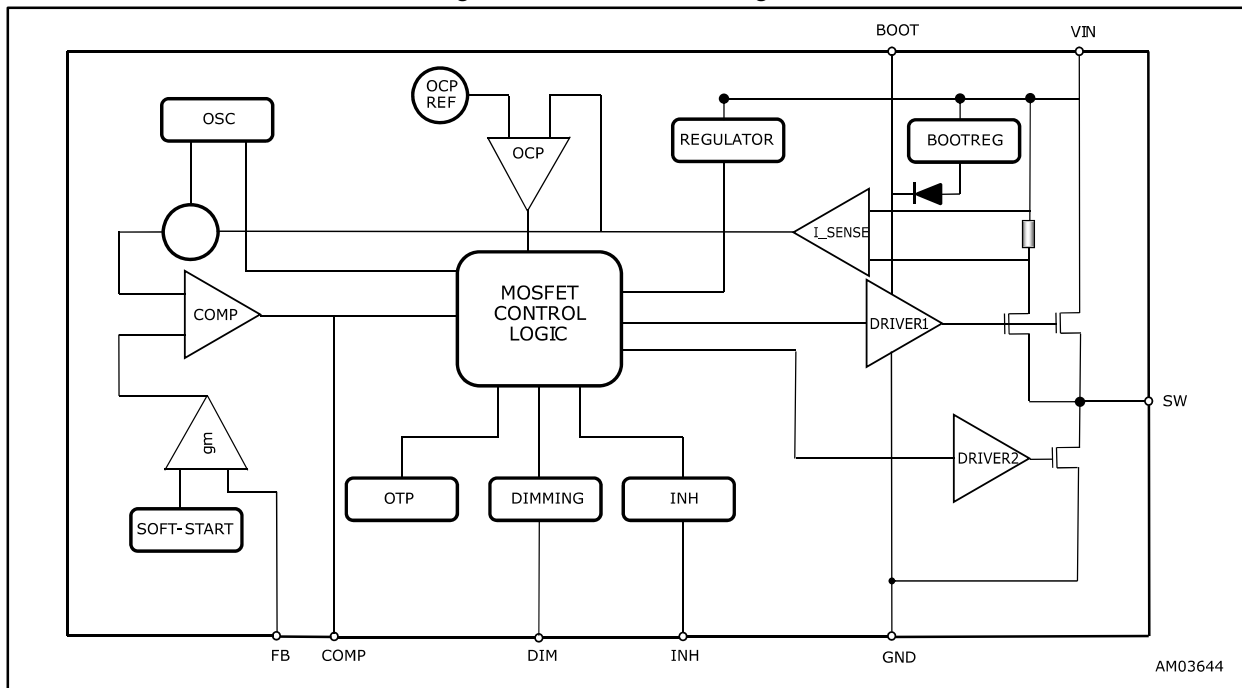 BOOT
VIN
OSC
OCP
REF
OCP
REGULATOR
BOOTREG
I_SENSE
COMP
MOSFET
CONTROL
LOGIC
DRIVER1
SW
gm
DRIVER2
OTP
DIMMING
INH
SOFT-START
FB
COMP
DIM
INH
GND
AM03644